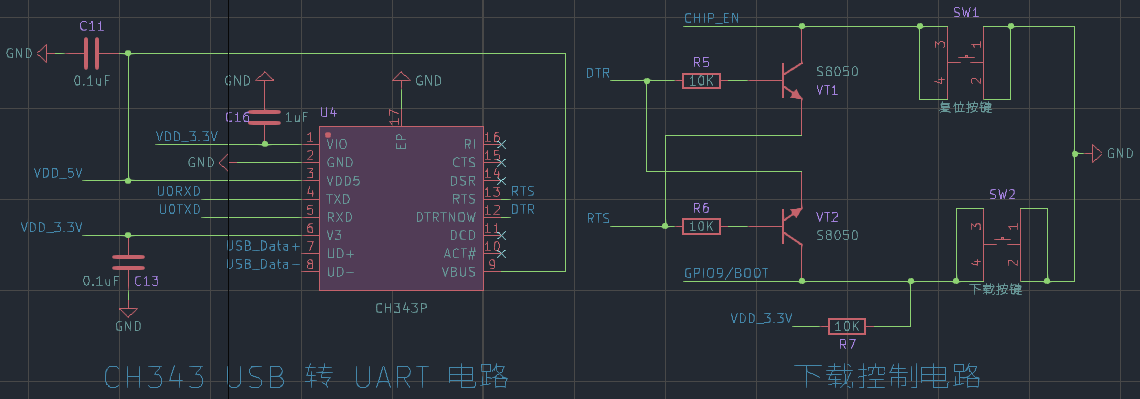 C11
GND
0.1uF
GND
C16
1uF
GND
U4
17
EP
VDD_3.3V
1
VIO
RI
16
GND
2
GND
CTS
15
VDD_5V
3
VDD5
DSR
14
U0RXD
4
TXD
RTS
13
RTS
U0TXD
5
RXD
DTRTNOW
12
DTR
VDD_3.3V
6
V3
DCD
11
USB_Data+
7
UD+
ACT#
10
USB_Data-
8
UD-
VBUS
9
0.1uF
C13
GND
CH343P
CH343 USB 转 UART 电路
CHIP_EN
SW1
3
1
4
2
复位按键
DTR
R5
10K
S8050
VT1
GND
RTS
R6
10K
VT2
S8050
SW2
3
1
4
2
下载按键
GPIO9/BOOT
VDD_3.3V
10K
R7
下载控制电路